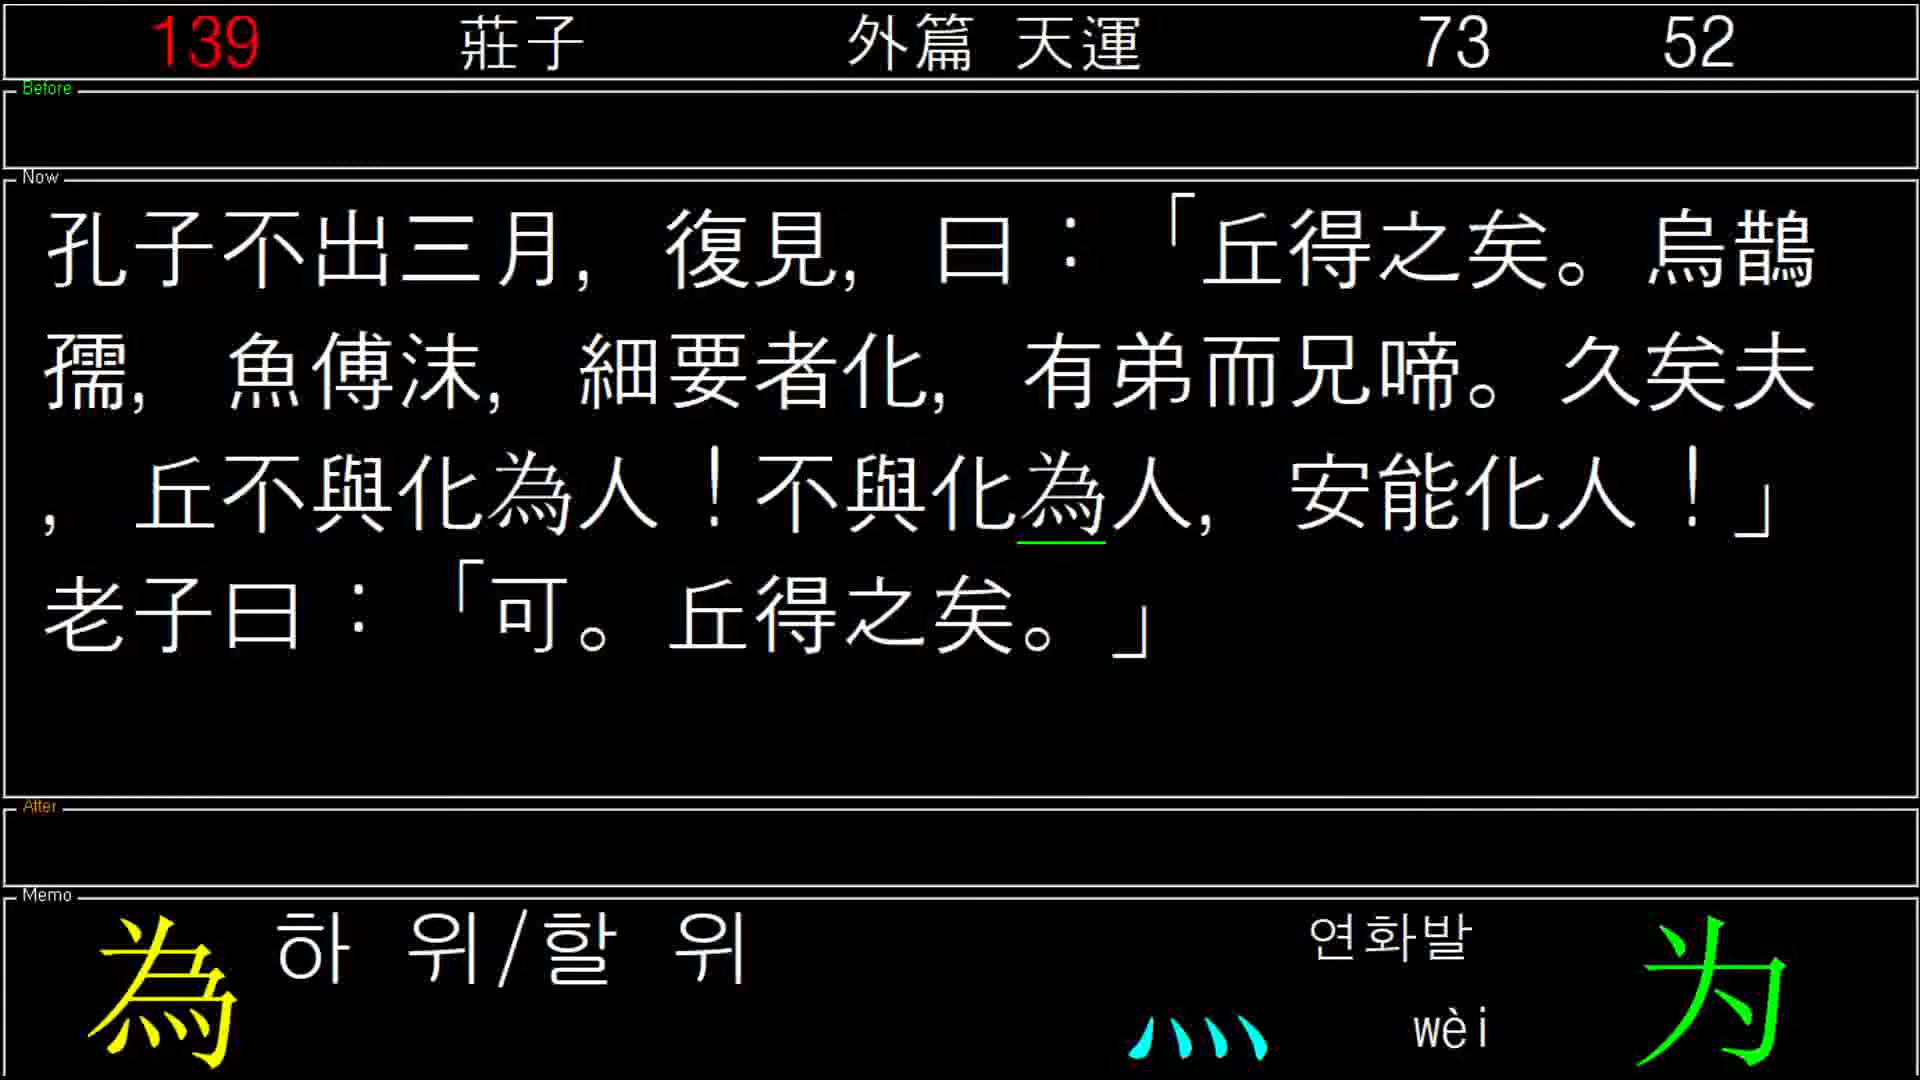 139 莊子 外篇 天運 73 52
Before
Now
孔子不出三月, 復見, 曰:「丘得之矣。烏鵲
孺, 魚傅沫, 細要者化, 有弟而兄啼。久矣夫
, 丘不與化為人!不與化為人, 安能化人!」
老子曰:「可。丘得之矣。」
After
Memo
為 하 위/할 위 연화발 为
灬 wèi